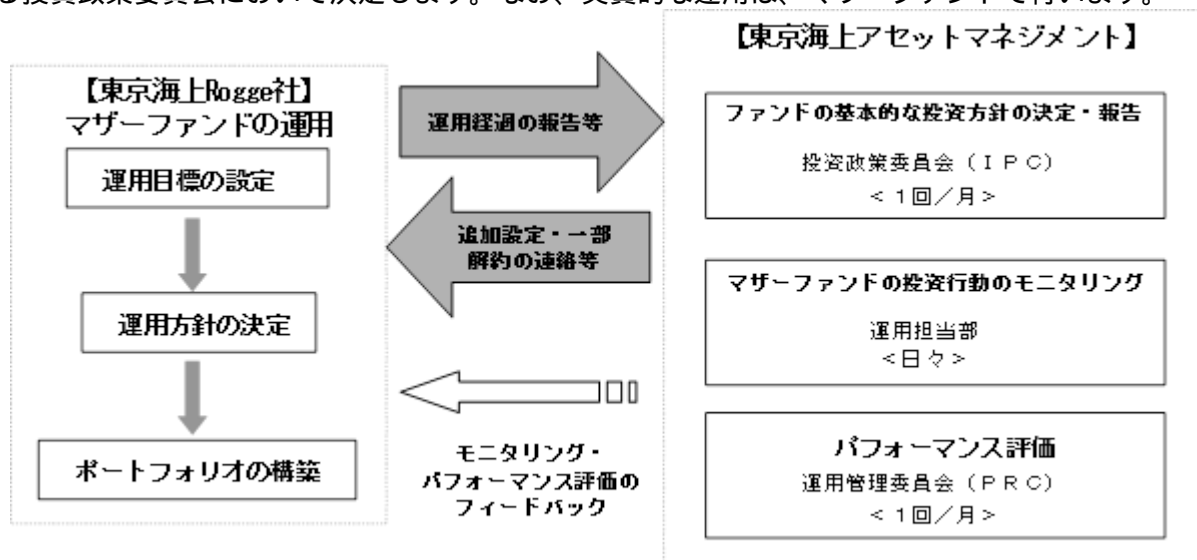 る投資政策委員会において決定します。なお、実質的な運用は、マザーファンドで行います。
【東京海上Rogge社】
マザーファンドの運用
運用目標の設定
運用方針の決定
ポートフォリオの構築
運用経過の報告等
追加設定・一部
解約の連絡等
モニタリング・
パフォーマンス評価の
フィードバック
【東京海上アセットマネジメント】
ファンドの基本的な投資方針の決定・報告
投資政策委員会（ＩＰＣ）
＜１回／月＞
マザーファンドの投資行動のモニタリング
運用担当部
＜日々＞
パフォーマンス評価
運用管理委員会（ＰＲＣ）
＜１回／月＞